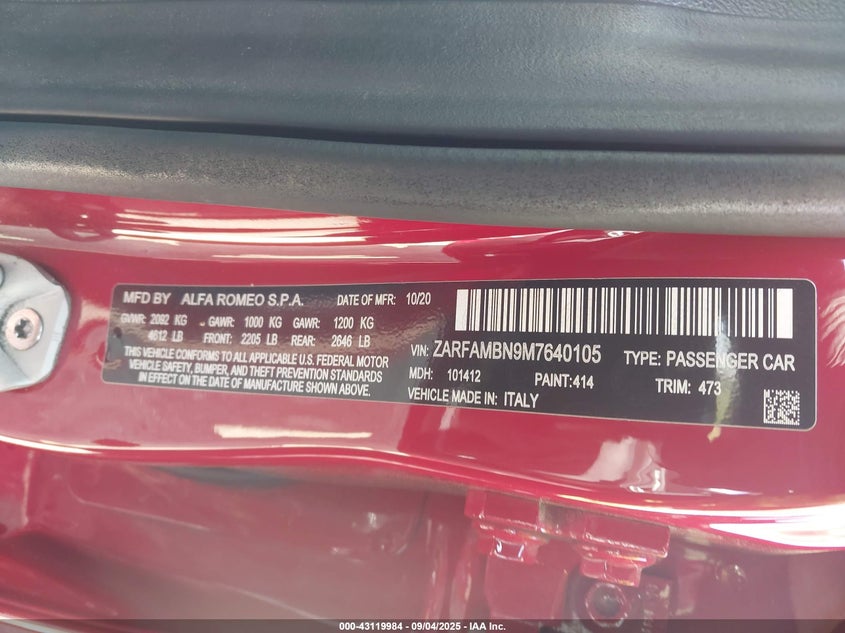 MFD BY ALFA ROMEO S.P.A. DATE OF MFR: 10/20
GVWR: 2092 KG GAWR: 1000 KG GAWR: 1200 KG
4612 LB FRONT: 2205 LB REAR: 2646 LB
THIS VEHICLE CONFORMS TO ALL APPLICABLE U.S. FEDERAL MOTOR
VEHICLE SAFETY, BUMPER, AND THEFT PREVENTION STANDARDS
IN EFFECT ON THE DATE OF MANUFACTURE SHOWN ABOVE.
VIN: ZARFAMBN9M7640105 TYPE: PASSENGER CAR
MDH: 101412 PAINT:414 TRIM: 473
VEHICLE MADE IN: ITALY
000-43119984 - 09/04/2025 - IAA Inc.